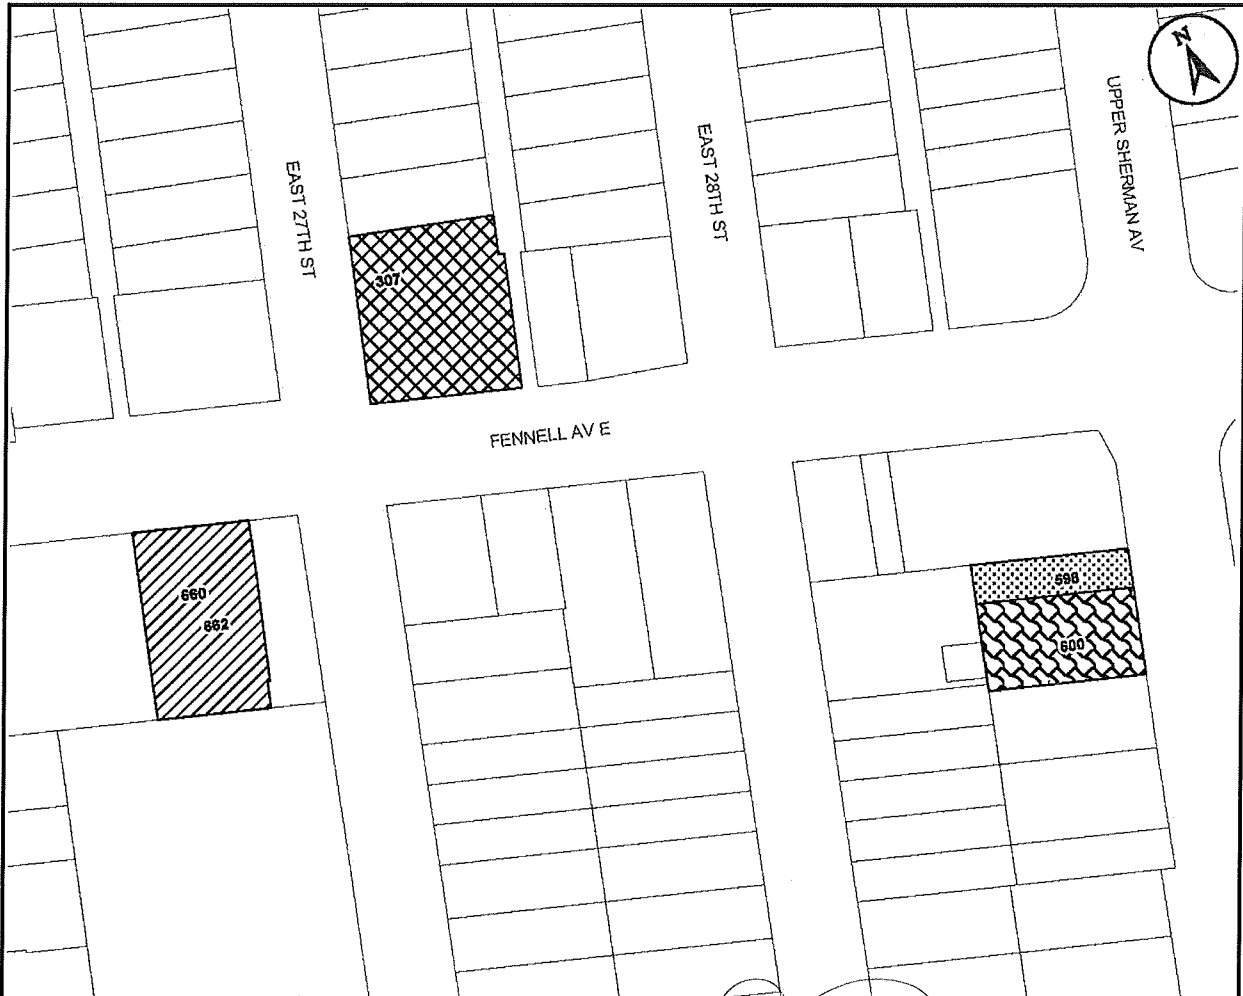 N
UPPER SHERMAN AV
EAST 28TH ST
EAST 27TH ST
307
FENNELL AV E
598
660
662
600